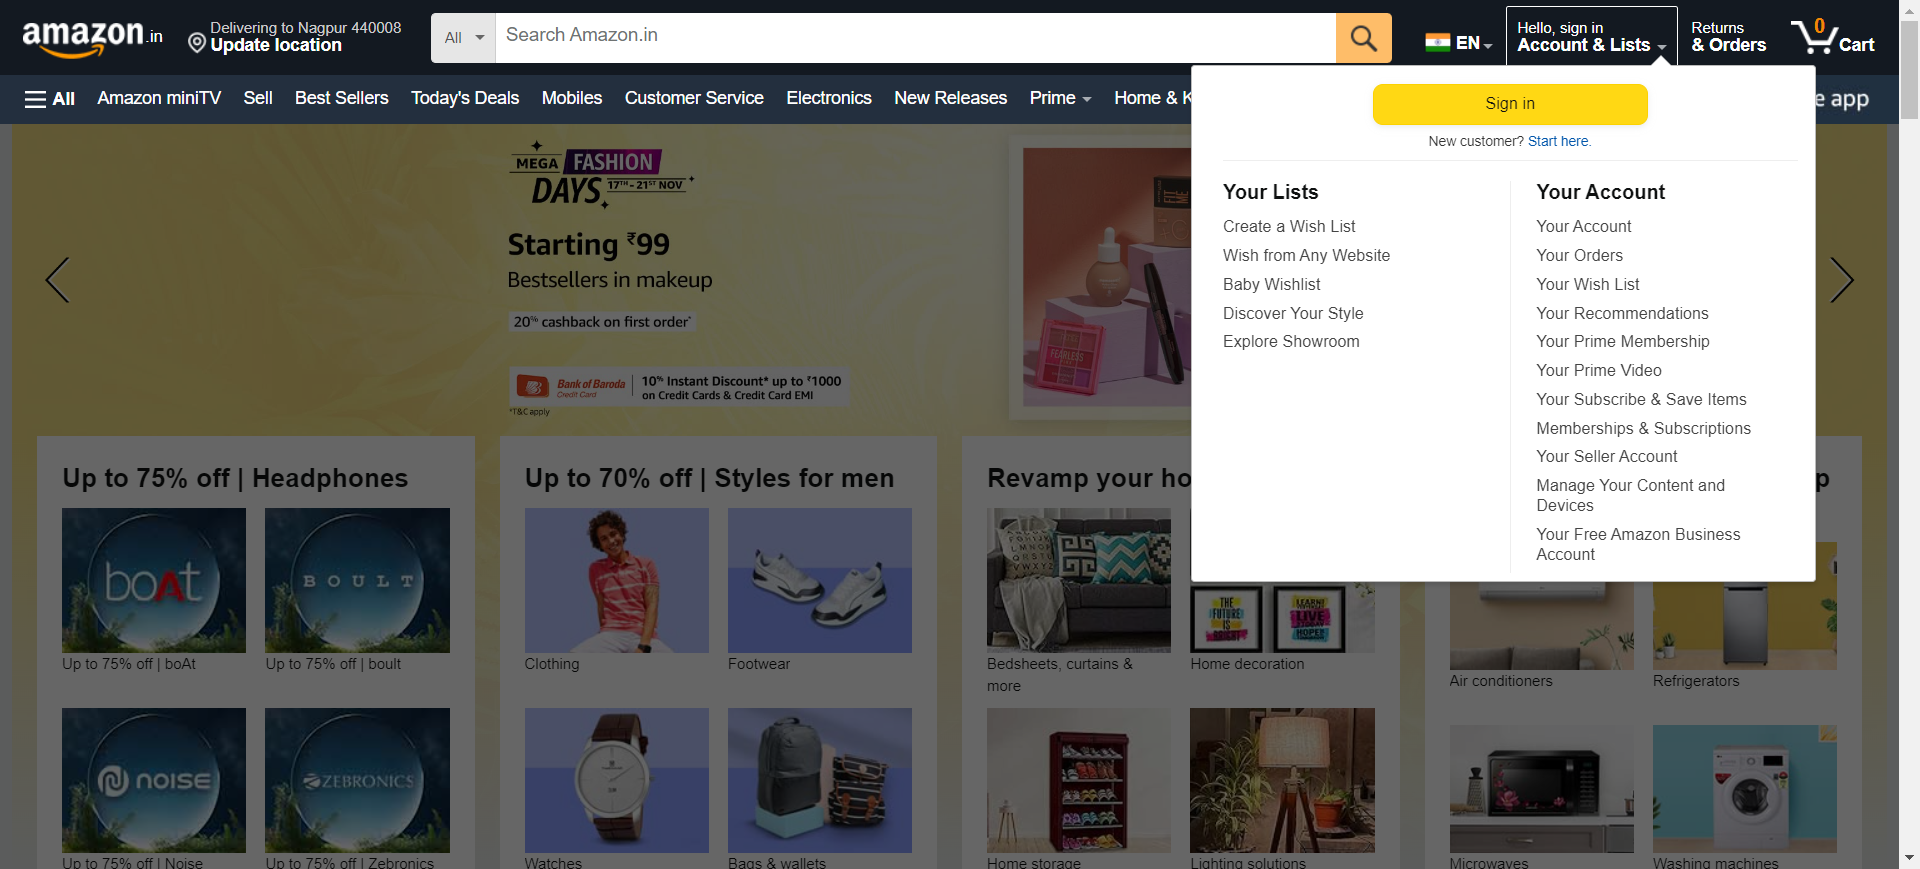 amazon.in
Delivering to Nagpur 440008
Update location
All
Search Amazon.in
EN
Hello, sign in
Account & Lists
Returns
& Orders
0
Cart
All
Amazon miniTV
Sell
Best Sellers
Today's Deals
Mobiles
Customer Service
Electronics
New Releases
Prime
Home & K
e app
Sign in
New customer? Start here.
Your Lists
Create a Wish List
Wish from Any Website
Baby Wishlist
Discover Your Style
Explore Showroom
Your Account
Your Account
Your Orders
Your Wish List
Your Recommendations
Your Prime Membership
Your Prime Video
Your Subscribe & Save Items
Memberships & Subscriptions
Your Seller Account
Manage Your Content and
Devices
Your Free Amazon Business
Account
MEGA FASHION
DAYS 17TH - 21ST NOV
Starting ₹99
Bestsellers in makeup
20% cashback on first order*
Bank of Baroda
Credit Card
10% Instant Discount* up to ₹1000
on Credit Cards & Credit Card EMI
*T&C apply
FIT
ME
FEARLESS
Up to 75% off | Headphones
boAt
BOULT
Up to 75% off | boAt
Up to 75% off | boult
NOISE
ZEBRONICS
Up to 75% off | Noise
Up to 75% off | Zebronics
Up to 70% off | Styles for men
Clothing
Footwear
Watches
Bags & wallets
Revamp your ho
THE
FUTURE
IS
BRIGHT
LEARN
LIVE
HOPE
Bedsheets, curtains &
more
Home decoration
Home storage
Lighting solutions
p
Air conditioners
Refrigerators
Microwaves
Washing machines